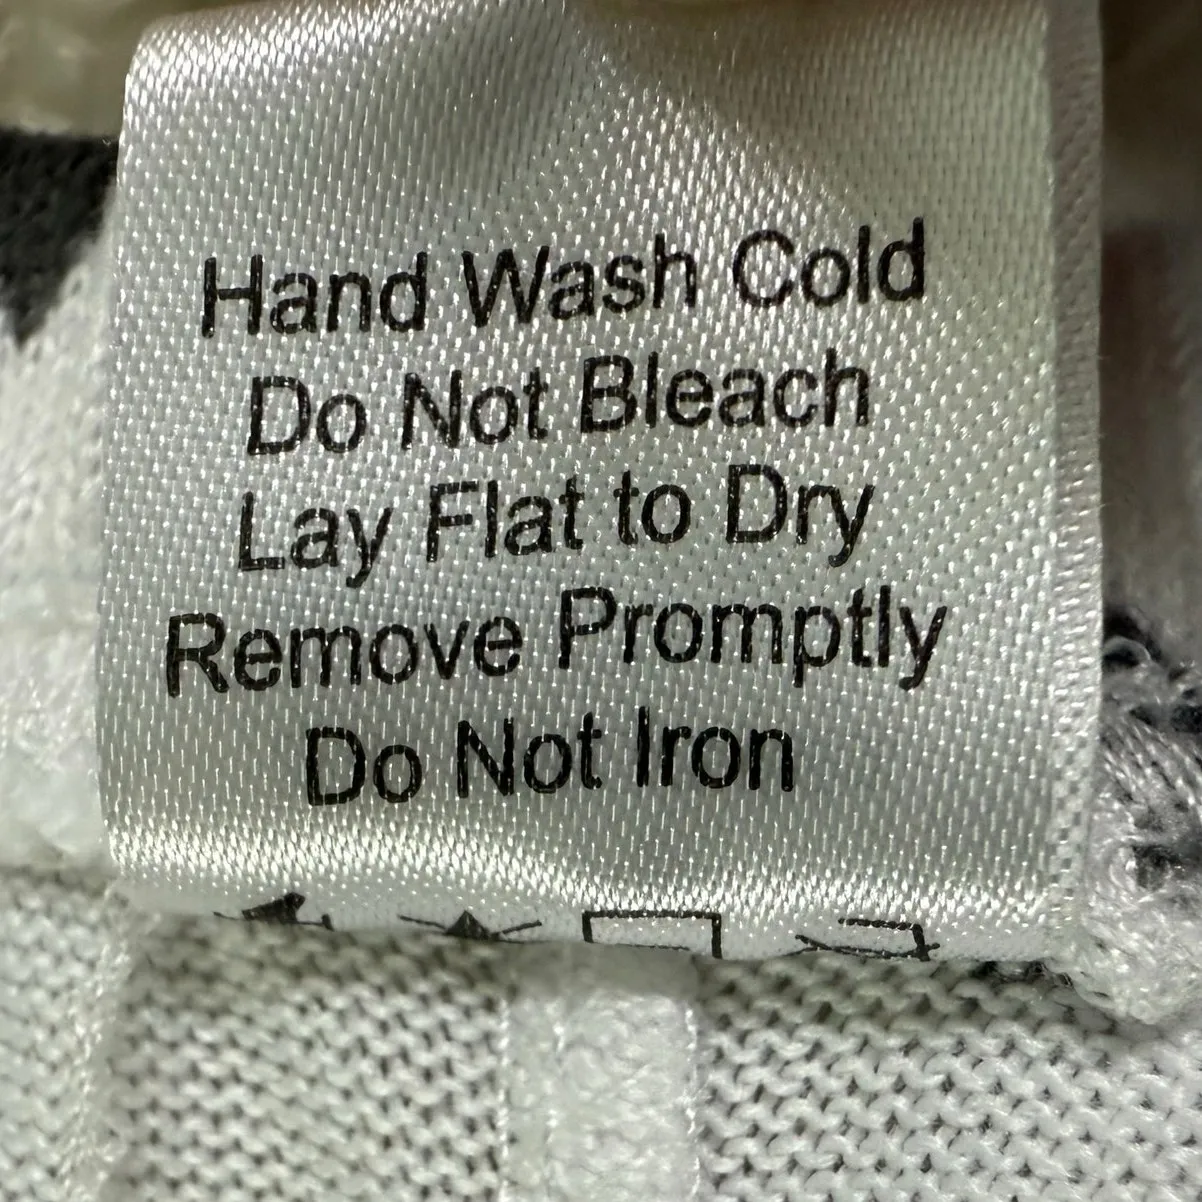 Hand Wash Cold
Do Not Bleach
Lay Flat to Dry
Remove Promptly
Do Not Iron